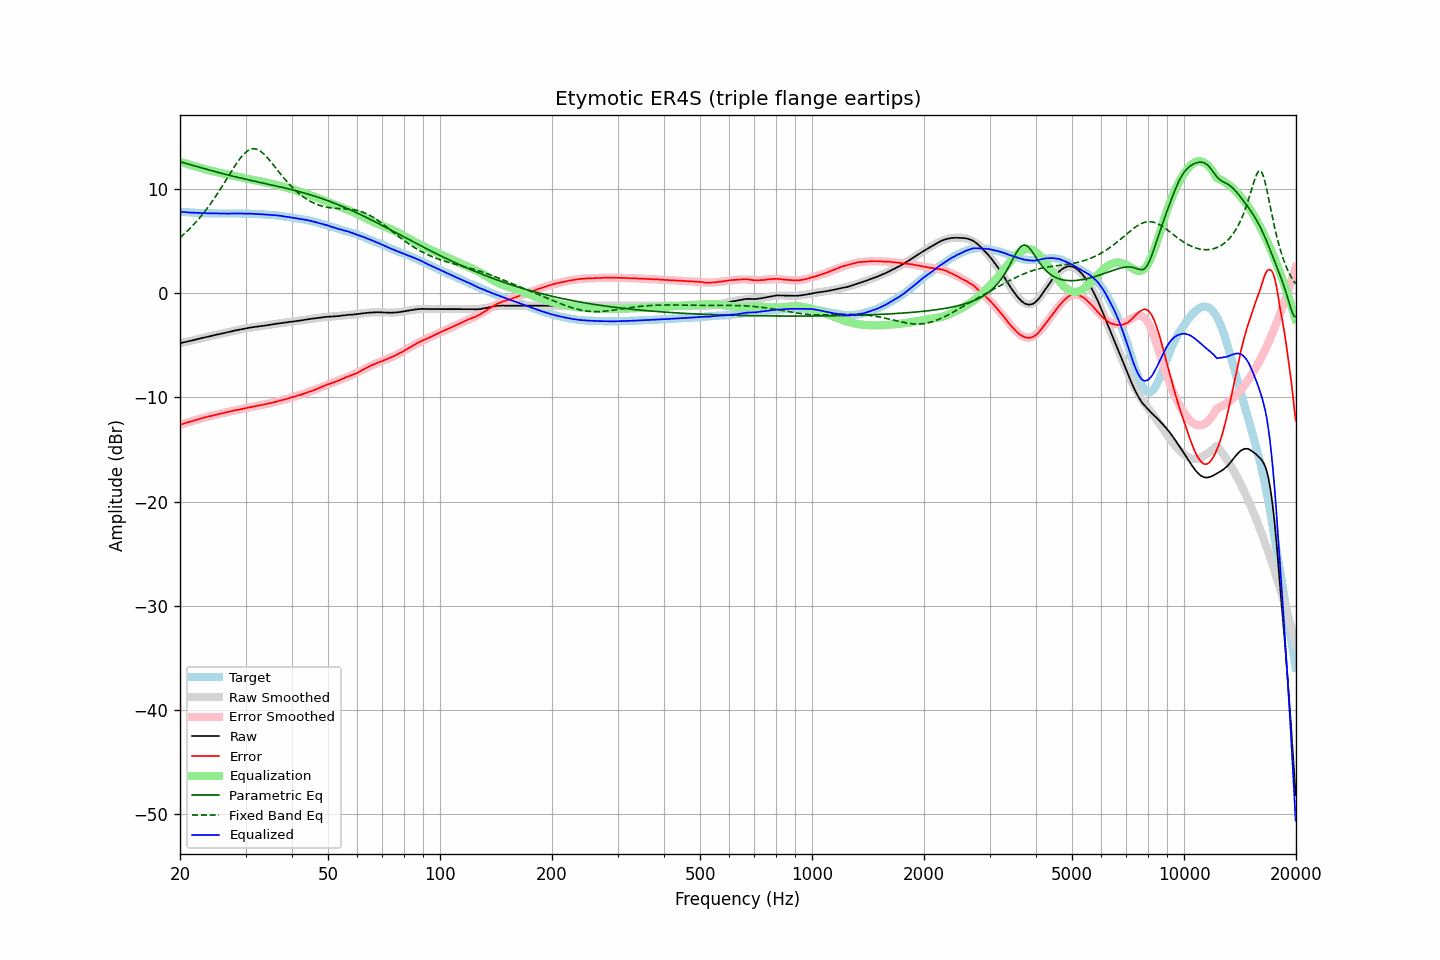 Etymotic ER4S (triple flange eartips)
Amplitude (dBr)
10
0
−10
−20
−30
−40
−50
Target
Raw Smoothed
Error Smoothed
Raw
Error
Equalization
Parametric Eq
Fixed Band Eq
Equalized
20 50 100 200 500 1000 2000 5000 10000 20000
Frequency (Hz)